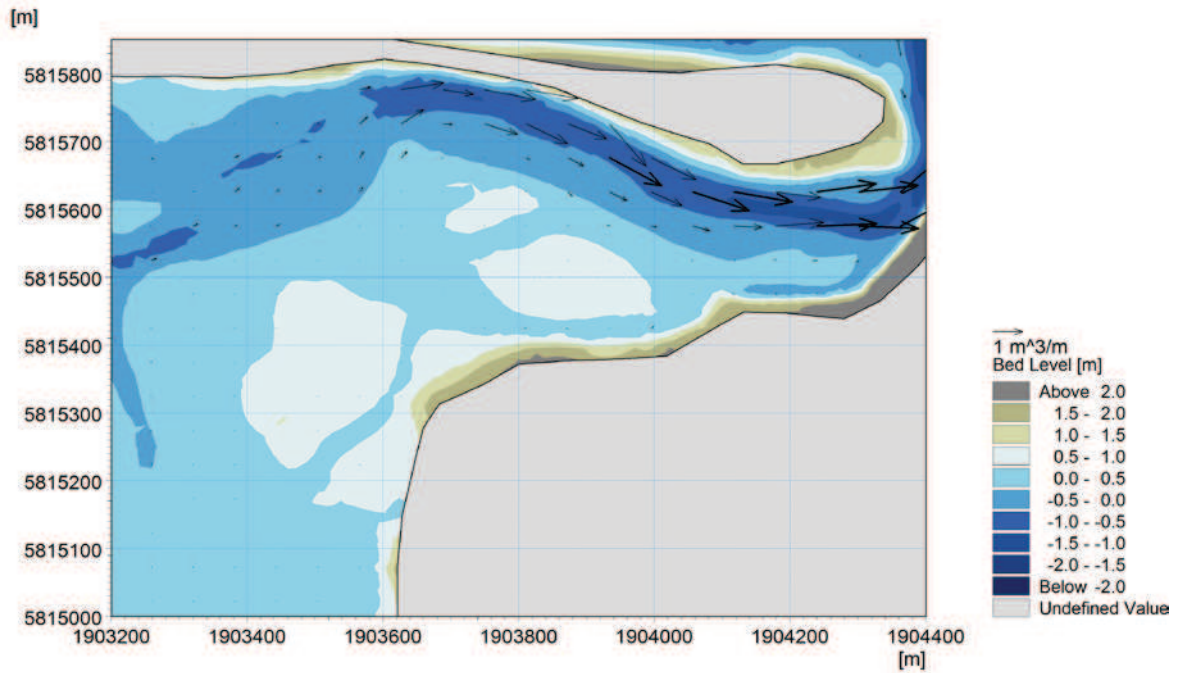 [m]
5815800
5815700
5815600
5815500
5815400
5815300
5815200
5815100
5815000
1903200 1903400 1903600 1903800 1904000 1904200 1904400
[m]
1 m^3/m
Bed Level [m]
Above 2.0
1.5 - 2.0
1.0 - 1.5
0.5 - 1.0
0.0 - 0.5
-0.5 - 0.0
-1.0 - -0.5
-1.5 - -1.0
-2.0 - -1.5
Below -2.0
Undefined Value